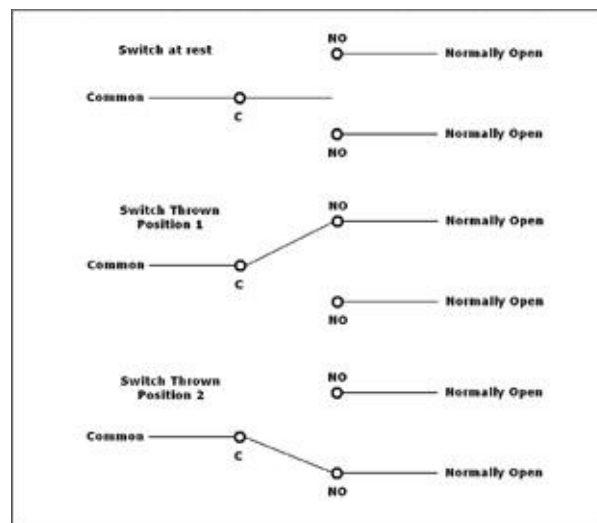 NO
Switch at rest
Normally Open
Common
C
Normally Open
NO
NO
Switch Thrown
Position 1
Normally Open
Common
C
Normally Open
NO
NO
Switch Thrown
Position 2
Normally Open
Common
C
Normally Open
NO